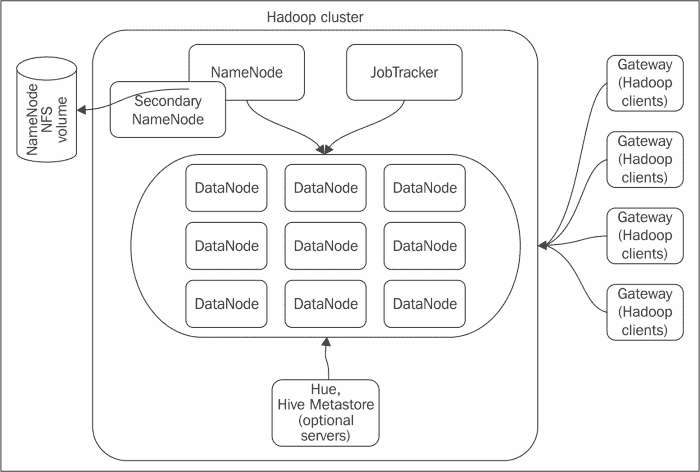 Hadoop cluster
NameNode
NFS
volume
NameNode
JobTracker
Secondary
NameNode
DataNode
DataNode
DataNode
DataNode
DataNode
DataNode
DataNode
DataNode
DataNode
Hue,
Hive Metastore
(optional
servers)
Gateway
(Hadoop
clients)
Gateway
(Hadoop
clients)
Gateway
(Hadoop
clients)
Gateway
(Hadoop
clients)